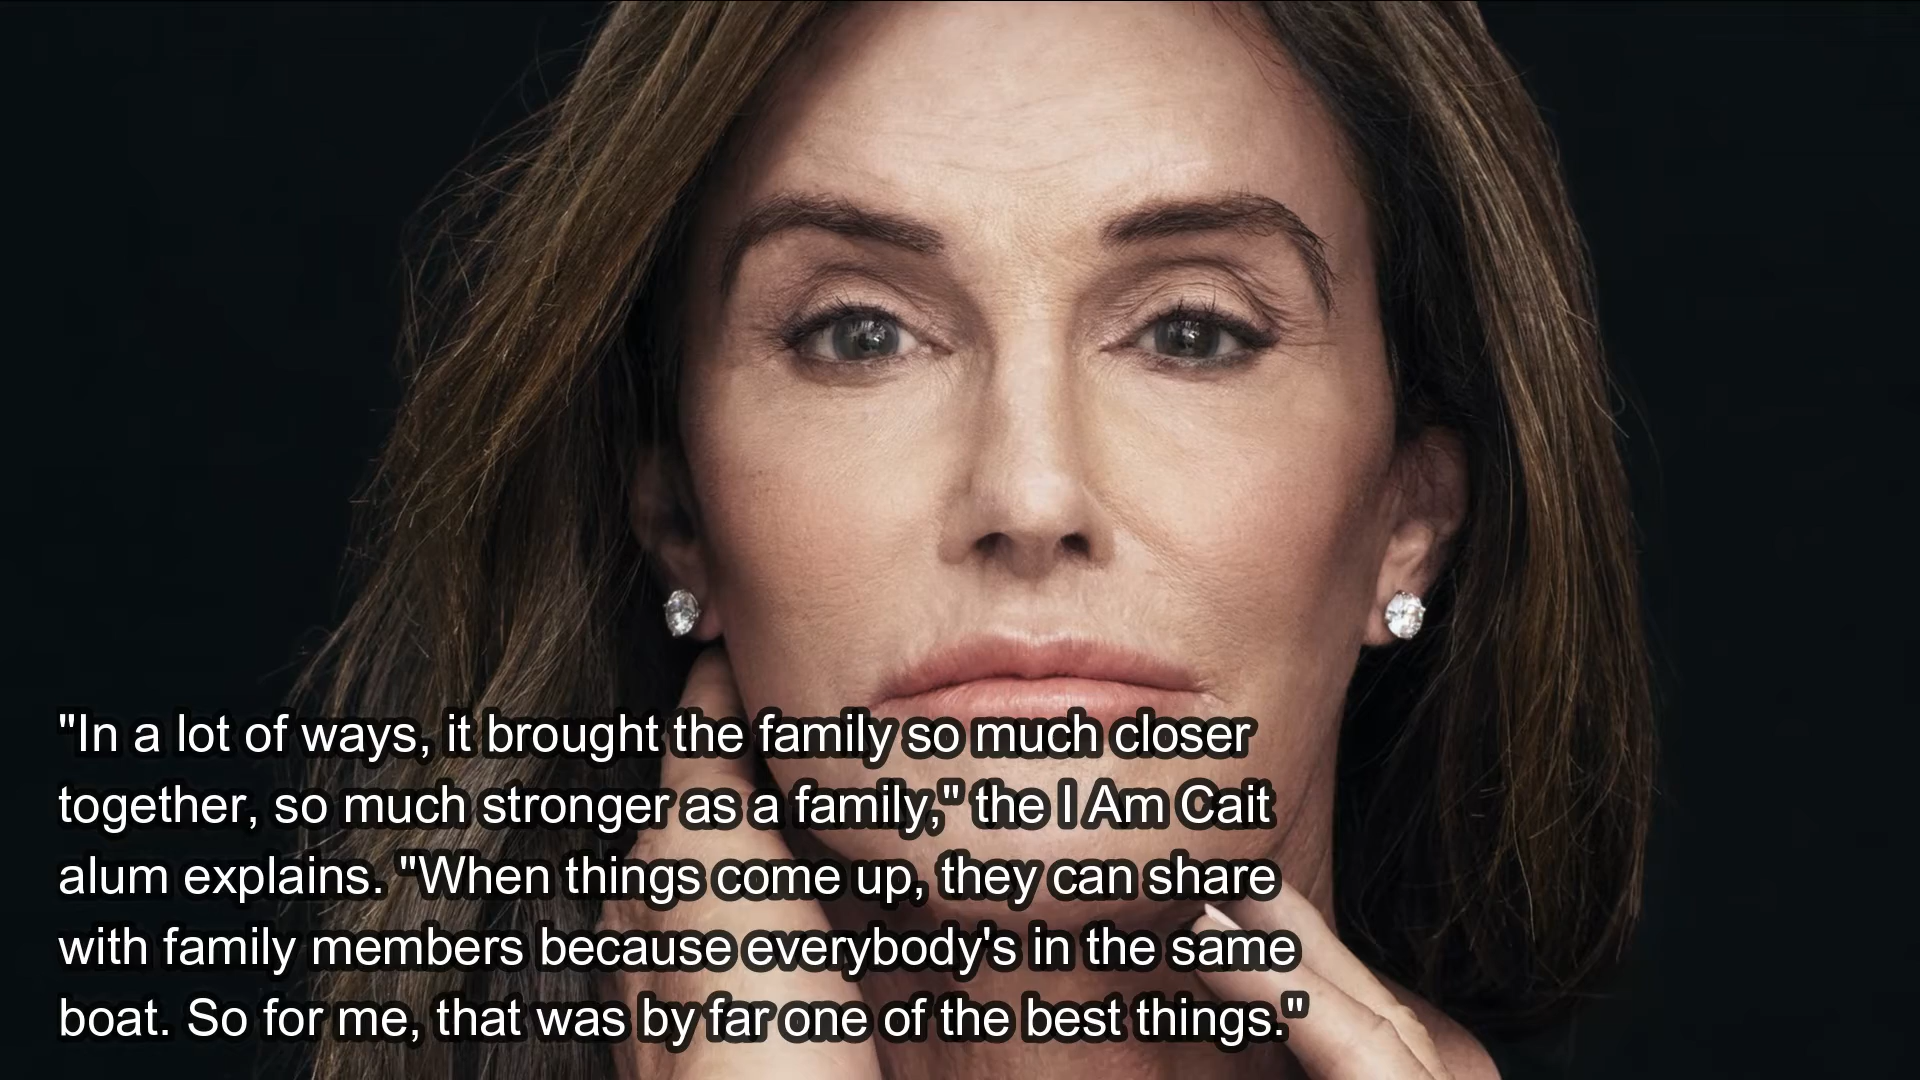 "In a lot of ways, it brought the family so much closer
together, so much stronger as a family," the I Am Cait
alum explains. "When things come up, they can share
with family members because everybody's in the same
boat. So for me, that was by far one of the best things."